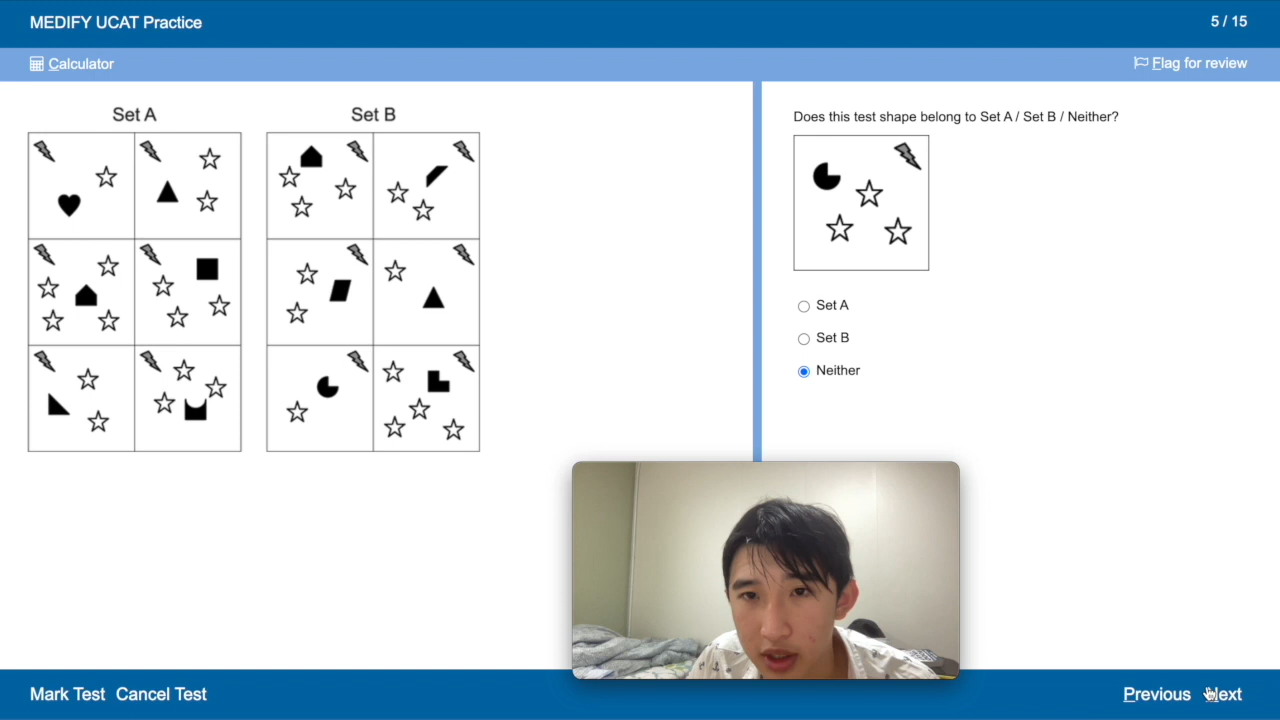 MEDIFY UCAT Practice
5 / 15
Calculator
Flag for review
Set A
Set B
Does this test shape belong to Set A / Set B / Neither?
Set A
Set B
Neither
Mark Test
Cancel Test
Previous
Next